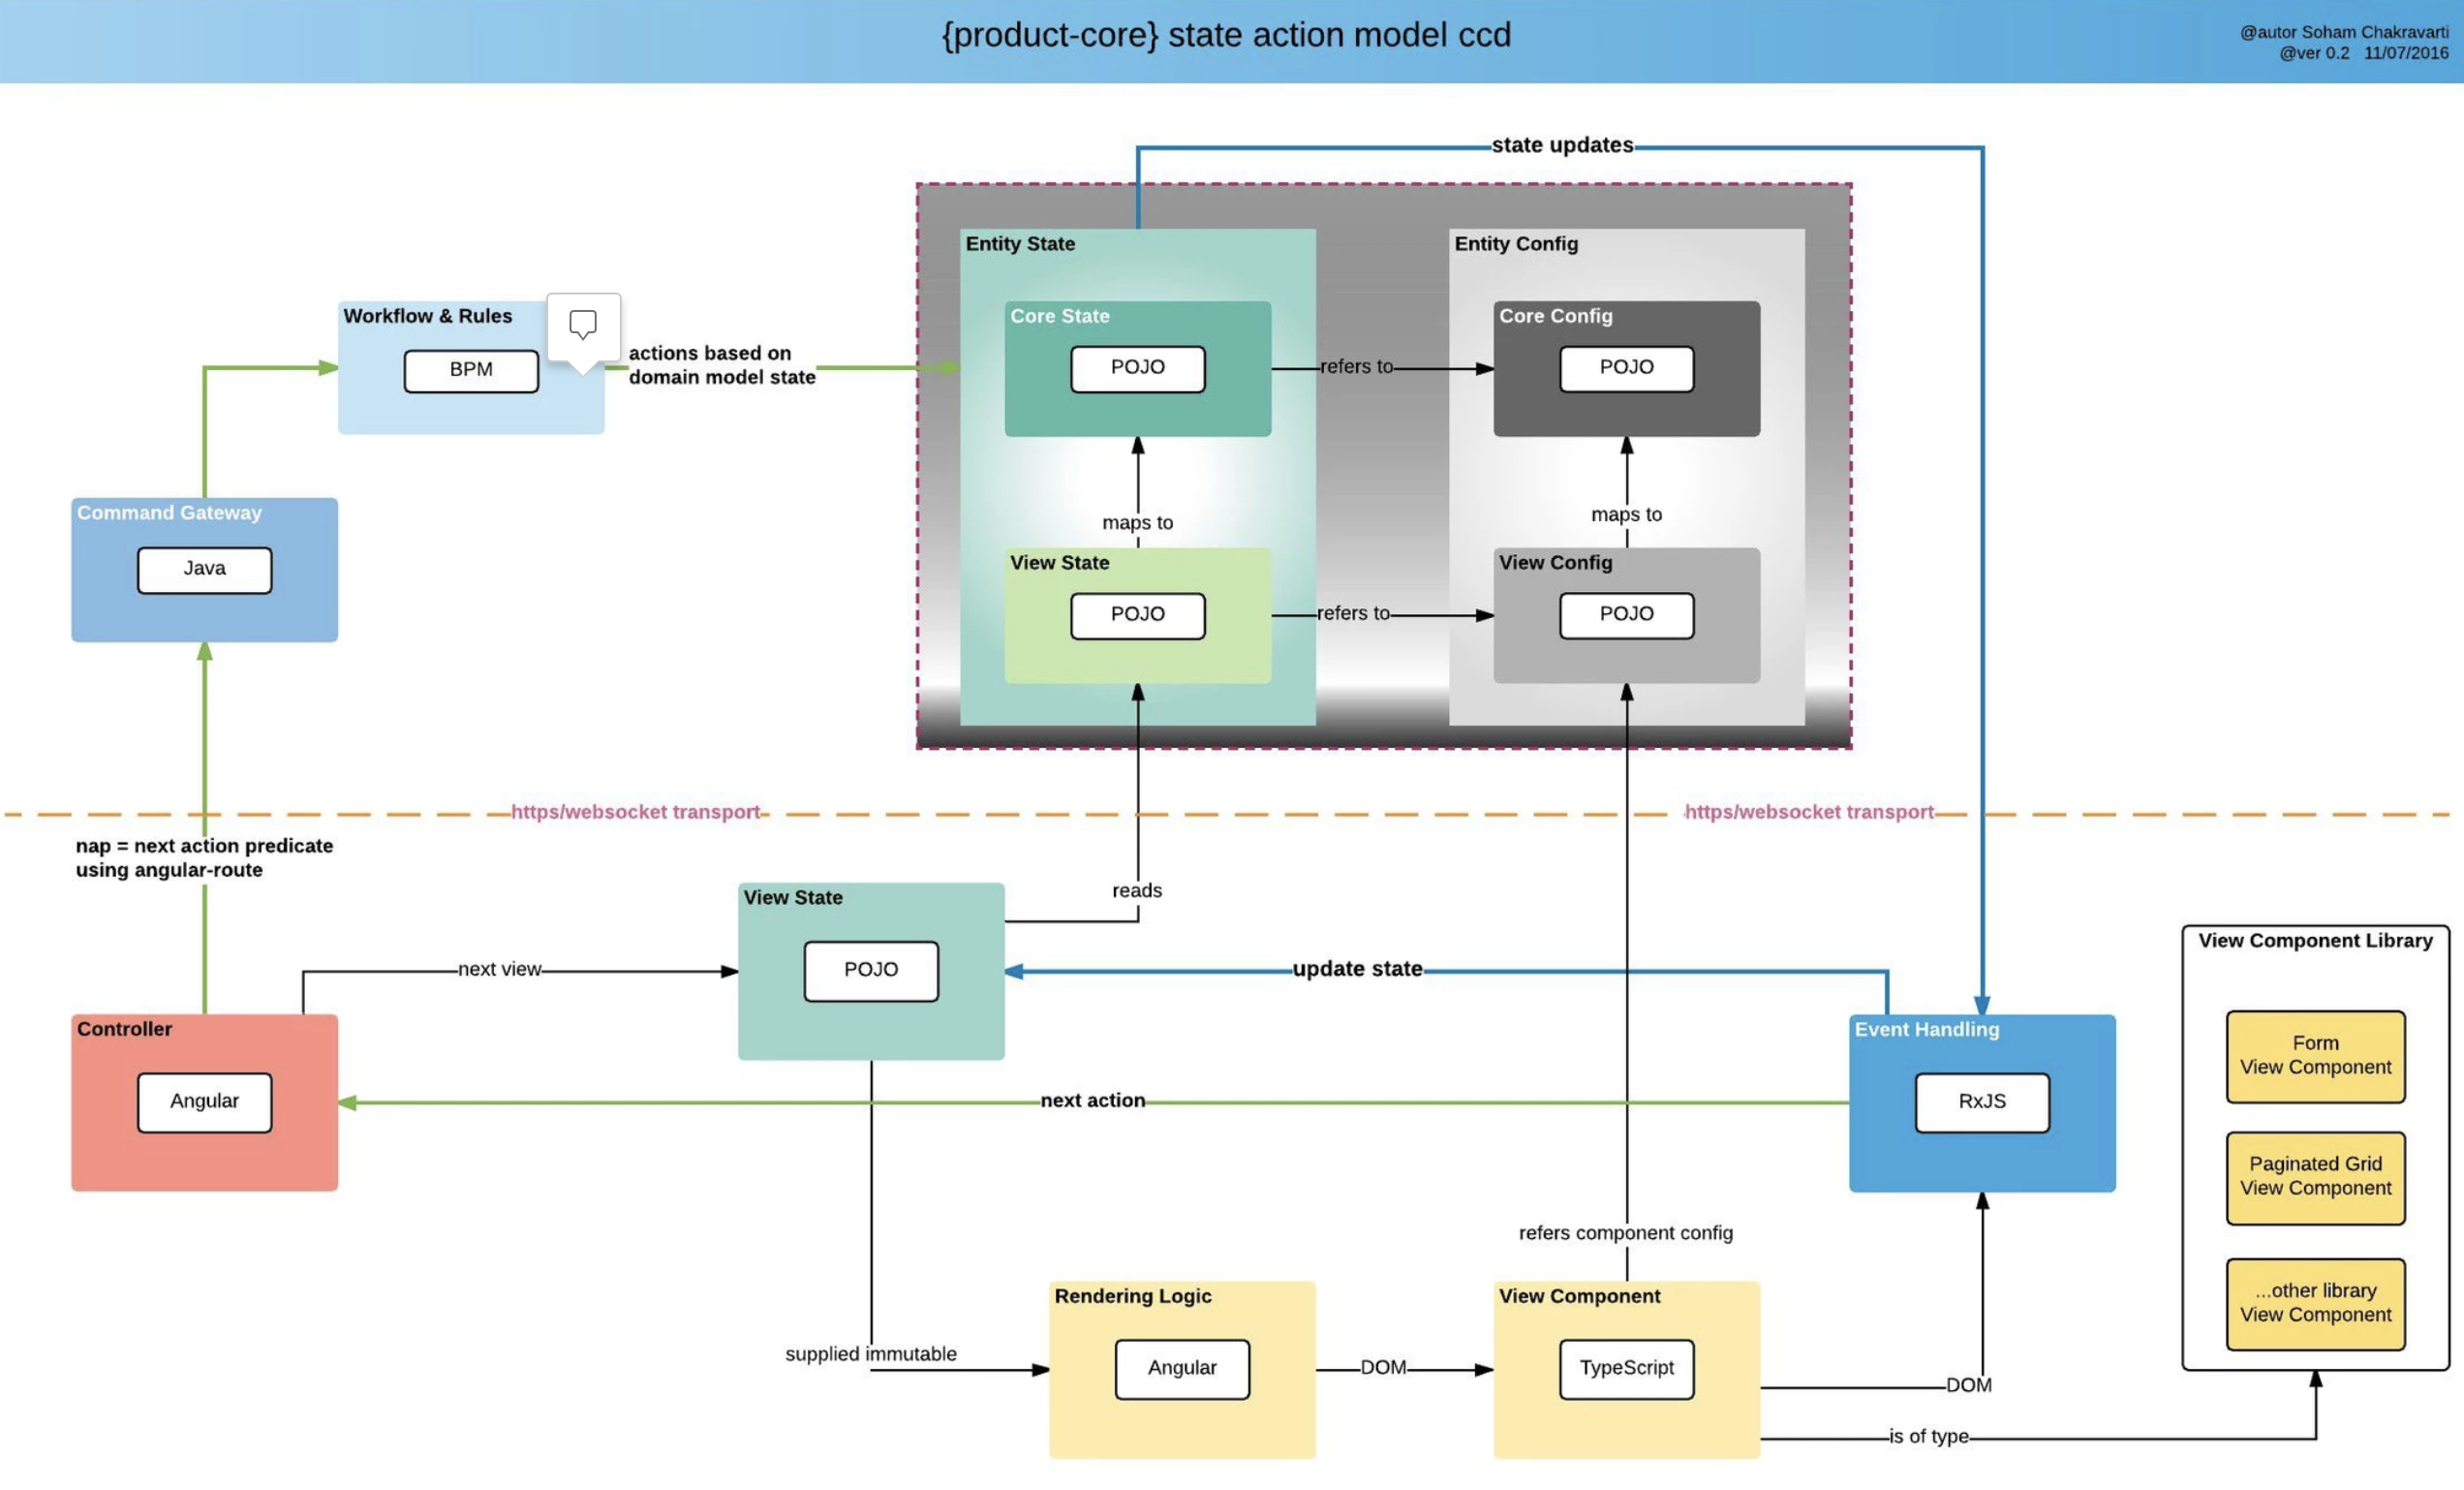 {product-core} state action model ccd
@autor Soham Chakravarti
@ver 0.2 11/07/2016
state updates
Entity State
Entity Config
Workflow & Rules
BPM
actions based on
domain model state
Core State
POJO
refers to
Core Config
POJO
Command Gateway
Java
maps to
maps to
View State
POJO
refers to
View Config
POJO
https/websocket transport
https/websocket transport
nap = next action predicate
using angular-route
View State
POJO
reads
next view
update state
View Component Library
Form
View Component
Paginated Grid
View Component
...other library
View Component
Controller
Angular
next action
Event Handling
RxJS
refers component config
supplied immutable
Rendering Logic
Angular
DOM
View Component
TypeScript
DOM
is of type